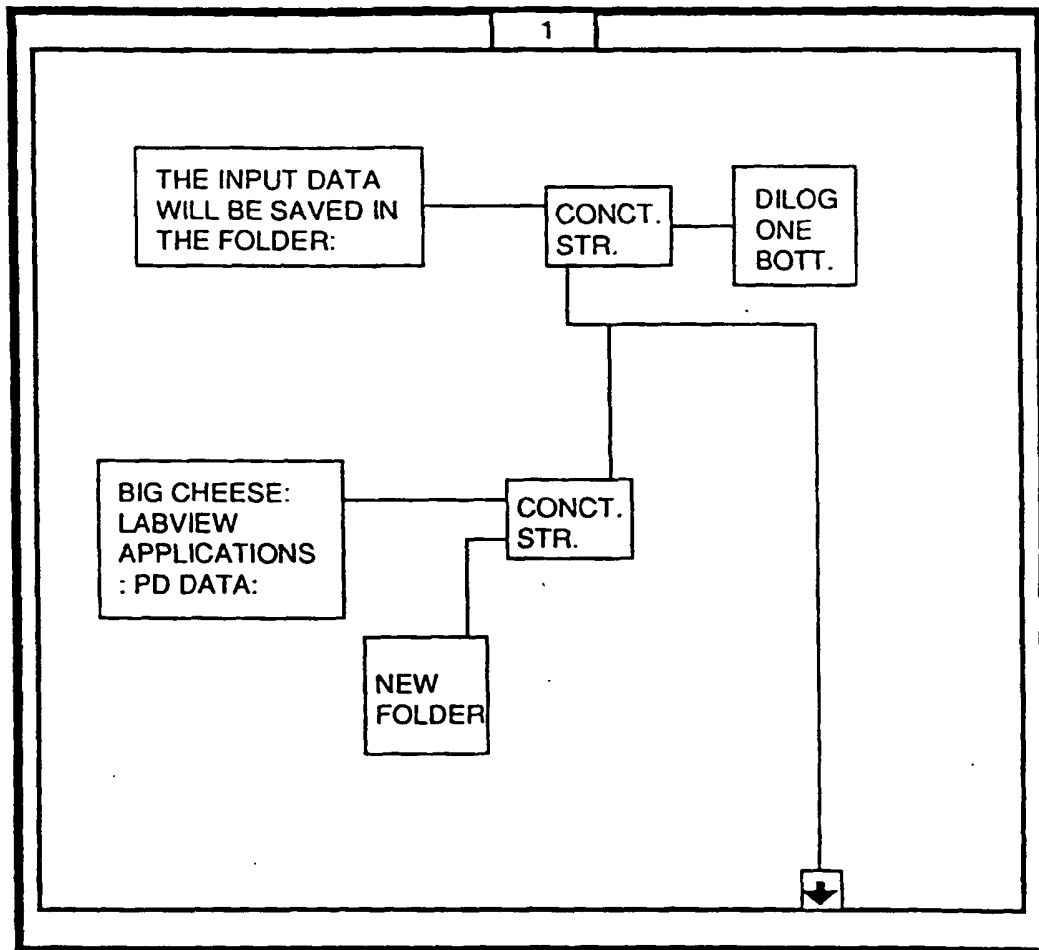 1
THE INPUT DATA
WILL BE SAVED IN
THE FOLDER:
CONCT.
STR.
DILOG
ONE
BOTT.
BIG CHEESE:
LABVIEW
APPLICATIONS
: PD DATA:
CONCT.
STR.
NEW
FOLDER